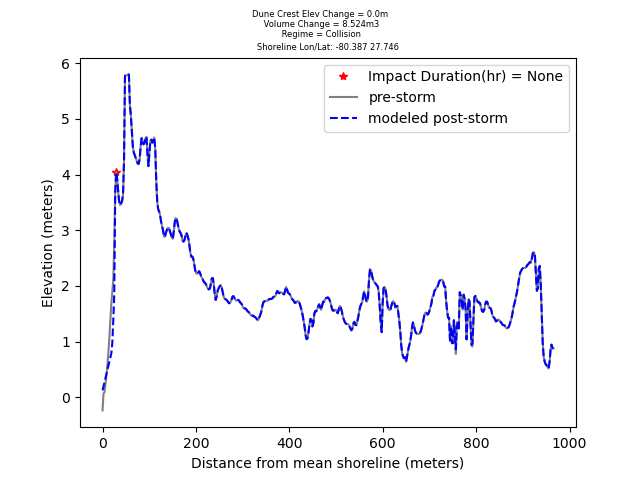 Dune Crest Elev Change = 0.0m
Volume Change = 8.524m3
Regime = Collision
Shoreline Lon/Lat: -80.387 27.746
Impact Duration(hr) = None
pre-storm
modeled post-storm
6
5
4
3
2
1
0
Elevation (meters)
0 200 400 600 800 1000
Distance from mean shoreline (meters)